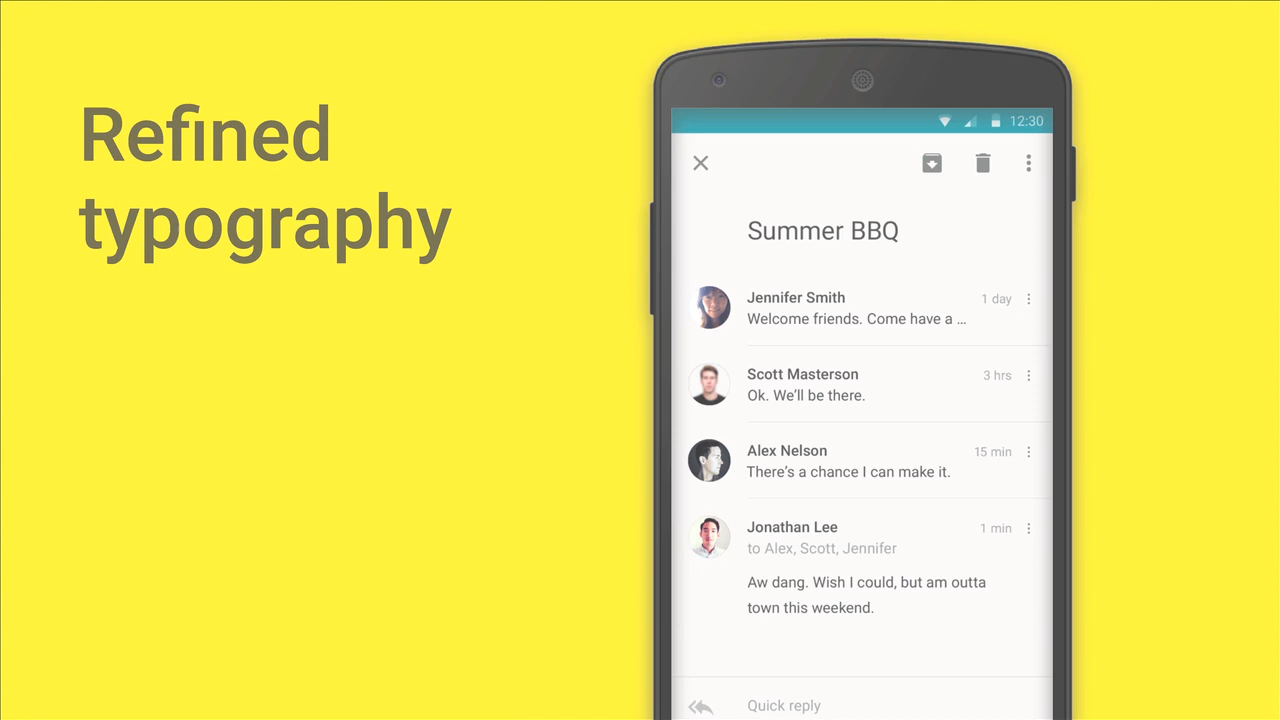 Refined
typography
12:30
Summer BBQ
Jennifer Smith 1 day
Welcome friends. Come have a ...
Scott Masterson 3 hrs
Ok. We'll be there.
Alex Nelson 15 min
There's a chance I can make it.
Jonathan Lee 1 min
to Alex, Scott, Jennifer
Aw dang. Wish I could, but am outta
town this weekend.
Quick reply